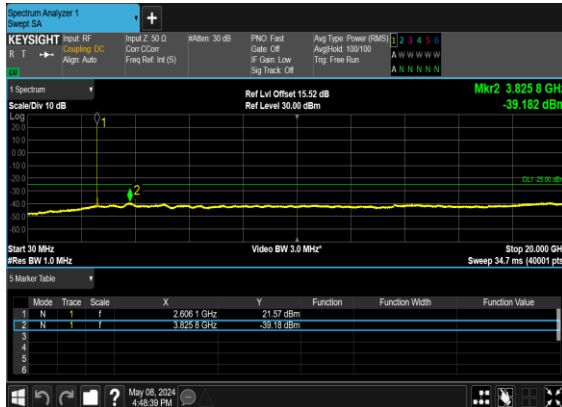 Spectrum Analyzer 1
Swept SA
KEYSIGHT Input: RF Input Z: 50 Ω #Atten: 30 dB PNO: Fast Avg Type: Power (RMS) 1 2 3 4 5 6
R T Coupling: DC Corr CCorr Gate: Off Avg|Hold: 100/100 A W W W W W
Align: Auto Freq Ref: Int (S) IF Gain: Low Trig: Free Run
LXI Sig Track: Off A N N N N N
1 Spectrum Ref Lvl Offset 15.52 dB Mkr2 3.825 8 GHz
Scale/Div 10 dB Ref Level 30.00 dBm -39.182 dBm
Log
20.0
10.0
0.00
-10.0
-20.0
-30.0
-40.0
-50.0
-60.0
1
2
DL1 -25.00 dBm
Start 30 MHz Video BW 3.0 MHz* Stop 20.000 GHz
#Res BW 1.0 MHz Sweep 34.7 ms (40001 pts)
5 Marker Table
Mode Trace Scale X Y Function Function Width Function Value
1 N 1 f 2.606 1 GHz 21.57 dBm
2 N 1 f 3.825 8 GHz -39.18 dBm
3
4
5
6
? May 08, 2024
4:48:39 PM